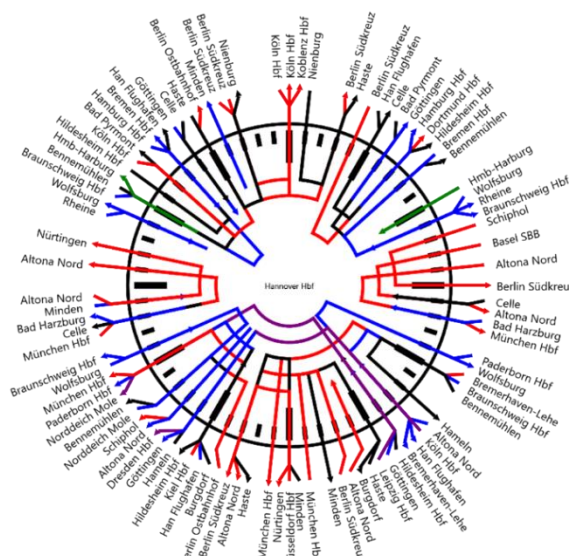 Berlin Ostbahnhof
Berlin Südkreuz
Minden
Berlin Südkreuz
Berlin Südkreuz
Nienburg
Köln Hbf
Köln Hbf
Koblenz Hbf
Nienburg
Berlin Südkreuz
Haste
Berlin Südkreuz
Han Flughafen
Celle
Göttingen
Bad Pyrmont
Hamburg Hbf
Dortmund Hbf
Hildesheim Hbf
Bremen Hbf
Bennemühlen
Hmb-Harburg
Wolfsburg
Rheine
Braunschweig Hbf
Schiphol
Basel SBB
Altona Nord
Berlin Südkreu
Celle
Altona Nord
Bad Harzburg
München Hbf
Paderborn Hbf
Wolfsburg
Bremerhaven-Lehe
Braunschweig Hbf
Bennemühlen
Hameln
Altona Nord
Köln Hbf
Han Flughafen
Bremerhaven-Lehe
Hildesheim Hbf
Göttingen
Leipzig Hbf
Haste
Burgdorf
Altona Nord
Berlin Südkreuz
Minden
München Hbf
Minden
üsseldorf Hbf
Nürtingen
München Hbf
Haste
Altona Nord
Berlin Südkreuz
Berlin Ostbahnhof
Burgdorf
Han Flughafen
Kiel Hbf
Hildesheim Hbf
Hameln
Göttingen
Dresden Hbf
Altona Nord
Schiphol
Norddeich Mole
Bennemühlen
Norddeich Mole
Paderborn Hbf
München Hbf
Wolfsburg
Braunschweig Hbf
München Hbf
Celle
Bad Harzburg
Minden
Altona Nord
Altona Nord
Nürtingen
Rheine
Wolfsburg
Braunschweig Hbf
Bennemühlen
Hmb-Harburg
Hildesheim Hbf
Köln Hbf
Bad Pyrmont
Hamburg Hbf
Bremen Hbf
Han Flughafen
Göttingen
Celle
Haste
Hannover Hbf